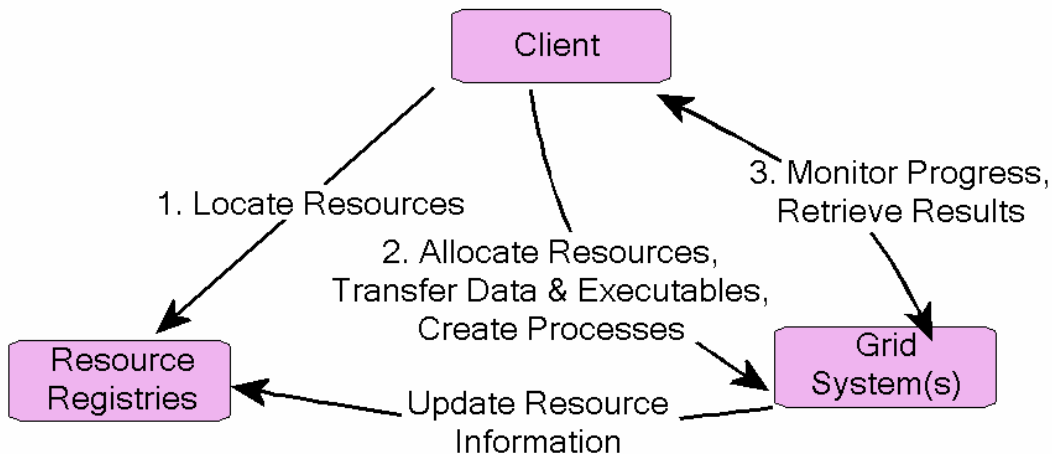 Client
1. Locate Resources
3. Monitor Progress,
Retrieve Results
2. Allocate Resources,
Transfer Data & Executables,
Create Processes
Resource
Registries
Grid
System(s)
Update Resource
Information